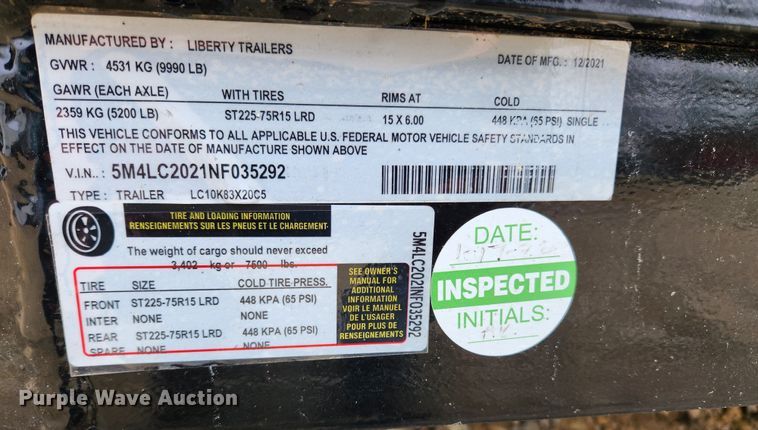 MANUFACTURED BY: LIBERTY TRAILERS
GVWR: 4531 KG (9990 LB) DATE OF MFG.: 12/2021
GAWR (EACH AXLE) WITH TIRES RIMS AT COLD
2359 KG (5200 LB) ST225-75R15 LRD 15 X 6.00 448 KPA (65 PSI) SINGLE
THIS VEHICLE CONFORMS TO ALL APPLICABLE U.S. FEDERAL MOTOR VEHICLE SAFETY STANDARDS IN
EFFECT ON THE DATE OF MANUFACTURE SHOWN ABOVE
V.I.N..: 5M4LC2021NF035292
TYPE: TRAILER LC10K83X20C5
TIRE AND LOADING INFORMATION
RENSEIGNEMENTS SUR LES PNEUS ET LE CHARGEMENT
The weight of cargo should never exceed
3,402 kg or 7500 lbs.
TIRE SIZE COLD TIRE PRESS.
FRONT ST225-75R15 LRD 448 KPA (65 PSI)
INTER NONE NONE
REAR ST225-75R15 LRD 448 KPA (65 PSI)
SPARE NONE NONE
SEE OWNER'S
MANUAL FOR
ADDITIONAL
INFORMATION
VOIR LE MANUEL
DE L'USAGER
POUR PLUS DE
RENSEIGNEMENTS
5M4LC2021NF035292
DATE:
INSPECTED
INITIALS:
Purple Wave Auction